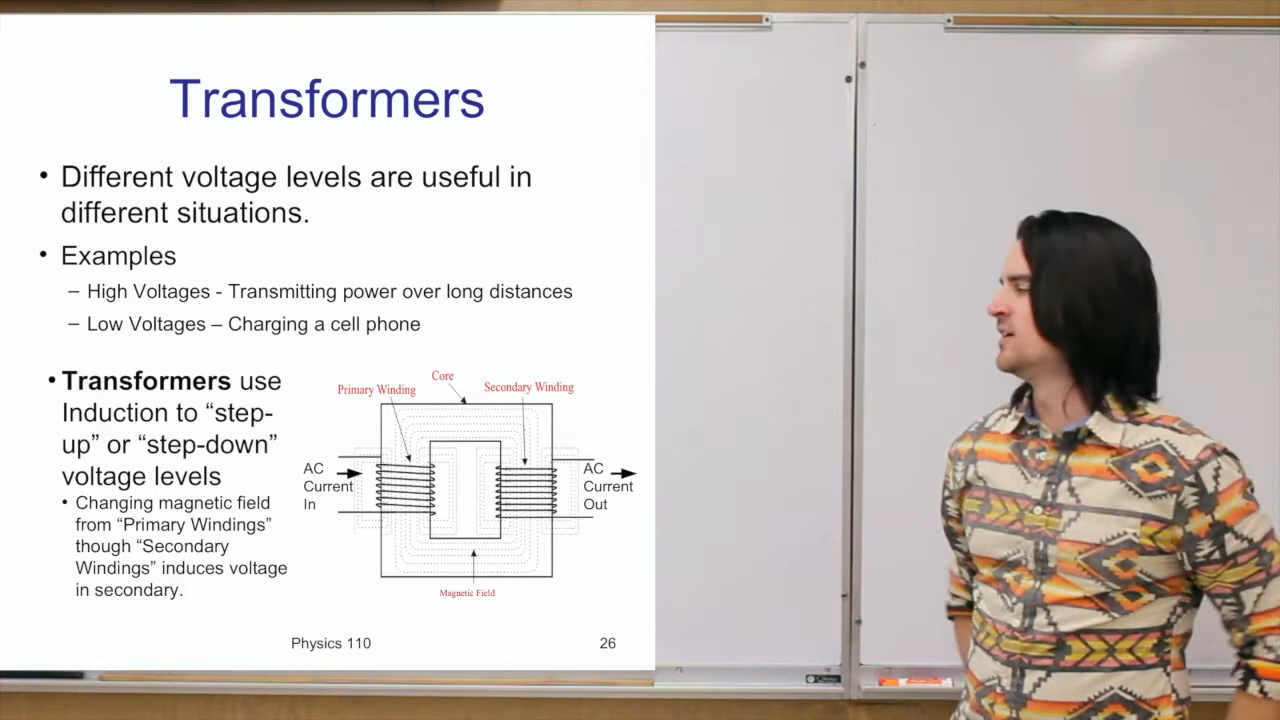 Transformers
• Different voltage levels are useful in
different situations.
• Examples
– High Voltages - Transmitting power over long distances
– Low Voltages – Charging a cell phone
• Transformers use
Induction to “step-
up” or “step-down”
voltage levels
• Changing magnetic field
from “Primary Windings”
though “Secondary
Windings” induces voltage
in secondary.
Core
Primary Winding
Secondary Winding
AC
Current
In
AC
Current
Out
Magnetic Field
Physics 110
26